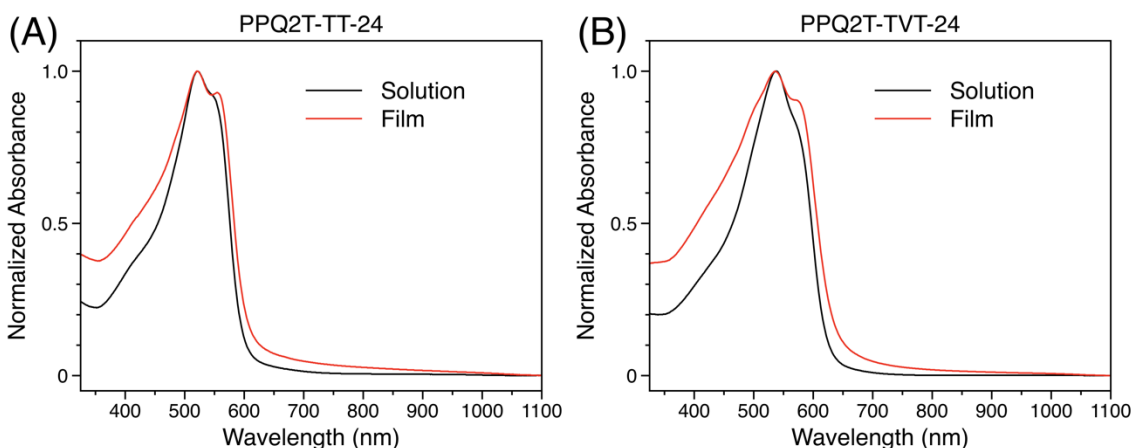 (A)
PPQ2T-TT-24
Normalized Absorbance
1.0
0.5
0
Solution
Film
400 500 600 700 800 900 1000 1100
Wavelength (nm)
(B)
PPQ2T-TVT-24
Normalized Absorbance
1.0
0.5
0
Solution
Film
400 500 600 700 800 900 1000 1100
Wavelength (nm)